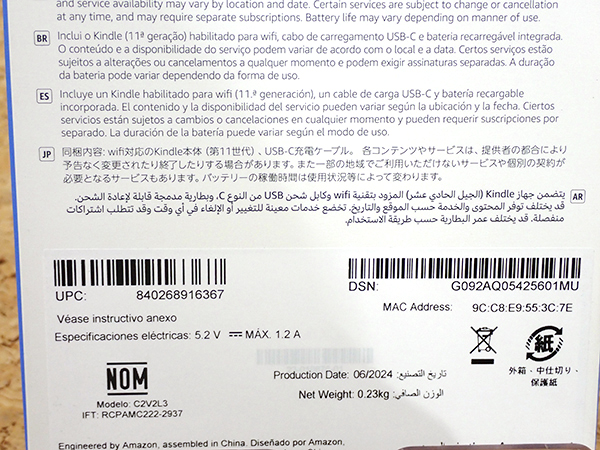 and service availability may vary by location and date. Certain services are subject to change or cancellation
at any time, and may require separate subscriptions. Battery life may vary depending on manner of use.
BR Inclui o Kindle (11ª geração) habilitado para wifi, cabo de carregamento USB-C e bateria recarregável integrada.
O conteúdo e a disponibilidade do serviço podem variar de acordo com o local e a data. Certos serviços estão
sujeitos a alterações ou cancelamentos a qualquer momento e podem exigir assinaturas separadas. A duração
da bateria pode variar dependendo da forma de uso.
ES Incluye un Kindle habilitado para wifi (11.ª generación), un cable de carga USB-C y batería recargable
incorporada. El contenido y la disponibilidad del servicio pueden variar según la ubicación y la fecha. Ciertos
servicios están sujetos a cambios o cancelaciones en cualquier momento y pueden requerir suscripciones por
separado. La duración de la batería puede variar según el modo de uso.
JP 同梱内容: wifi対応のKindle本体 (第11世代) 、USB-C充電ケーブル。 各コンテンツやサービスは、提供者の都合により
予告なく変更されたり終了したりする場合があります。また一部の地域でご利用いただけないサービスや個別の契約が
必要となるサービスもあります。バッテリーの稼働時間は使用状況等によって変わります。
AR يتضمن جهاز Kindle (الجيل الحادي عشر) المزود بتقنية wifi وكابل شحن USB من النوع C، وبطارية مدمجة قابلة لإعادة الشحن.
قد يختلف توفر المحتوى والخدمة حسب الموقع والتاريخ. تخضع خدمات معينة للتغيير أو الإلغاء في أي وقت وقد تتطلب اشتراكات
منفصلة. قد يختلف عمر البطارية حسب طريقة الاستخدام.
UPC: 840268916367
DSN: G092AQ05425601MU
MAC Address: 9C:C8:E9:55:3C:7E
Véase instructivo anexo
Especificaciones eléctricas: 5.2 V ⎓ MÁX. 1.2 A
NOM
Modelo: C2V2L3
IFT: RCPAMC222-2937
Production Date: 06/2024 تاريخ التصنيع:
Net Weight: 0.23kg الوزن الصافي:
紙
外箱、中仕切り、
保護紙
Engineered by Amazon, assembled in China. Diseñado por Amazon,